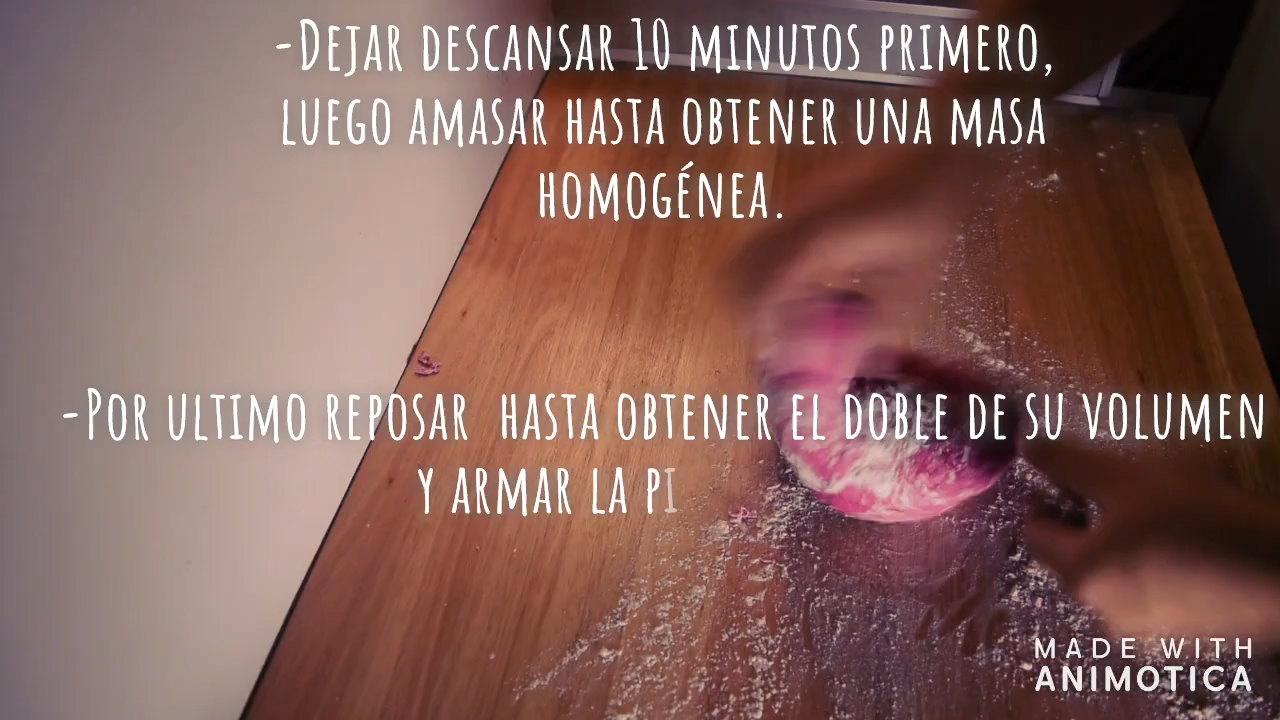 -Dejar descansar 10 minutos primero,
luego amasar hasta obtener una masa
homogénea.
-Por ultimo reposar hasta obtener el doble de su volumen
y armar la pi
MADE WITH
ANIMOTICA